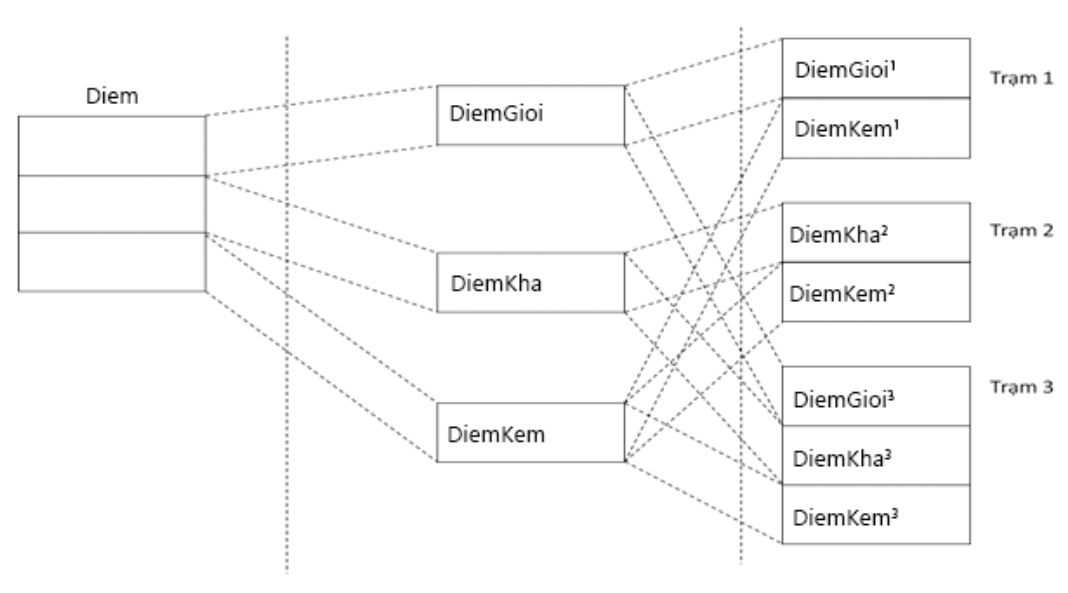 Diem
DiemGioi
DiemKha
DiemKem
DiemGioi¹
DiemKem¹
Trạm 1
DiemKha²
DiemKem²
Trạm 2
DiemGioi³
DiemKha³
DiemKem³
Trạm 3